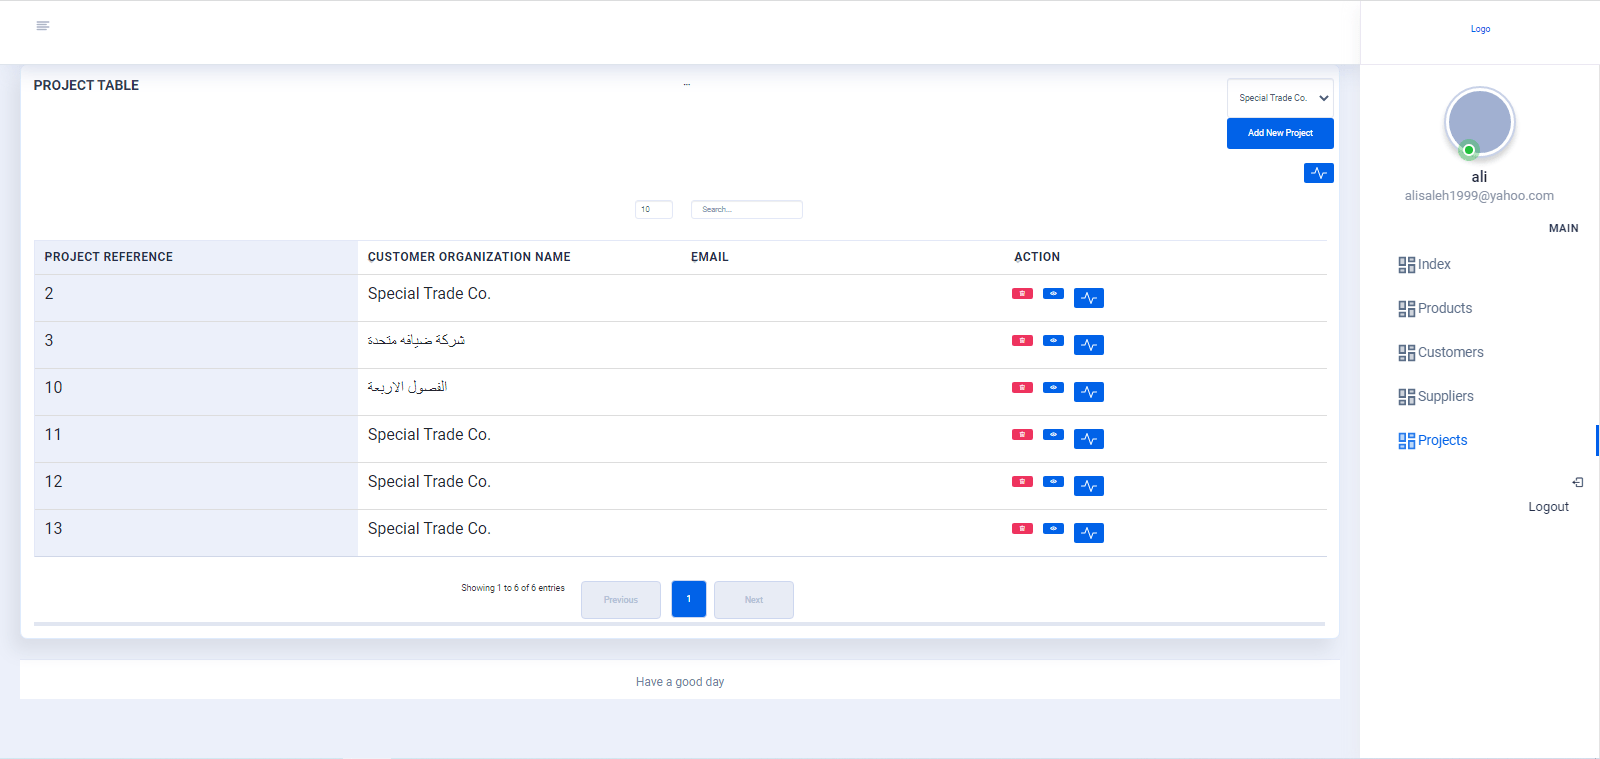 Logo
PROJECT TABLE
...
Special Trade Co.
Add New Project
10
Search...
PROJECT REFERENCE CUSTOMER ORGANIZATION NAME EMAIL ACTION
2 Special Trade Co.
3 شركة ضيافه متحدة
10 الفصول الاربعة
11 Special Trade Co.
12 Special Trade Co.
13 Special Trade Co.
Showing 1 to 6 of 6 entries
Previous 1 Next
Have a good day
ali
alisaleh1999@yahoo.com
MAIN
Index
Products
Customers
Suppliers
Projects
Logout